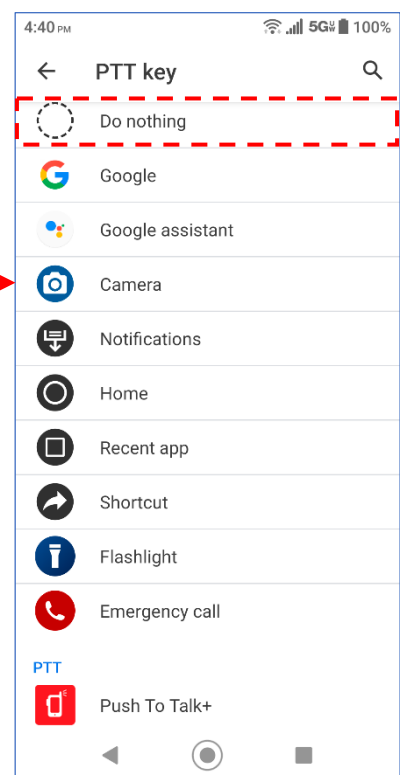 4:40 PM 5GUW 100%
PTT key
Do nothing
Google
Google assistant
Camera
Notifications
Home
Recent app
Shortcut
Flashlight
Emergency call
PTT
Push To Talk+